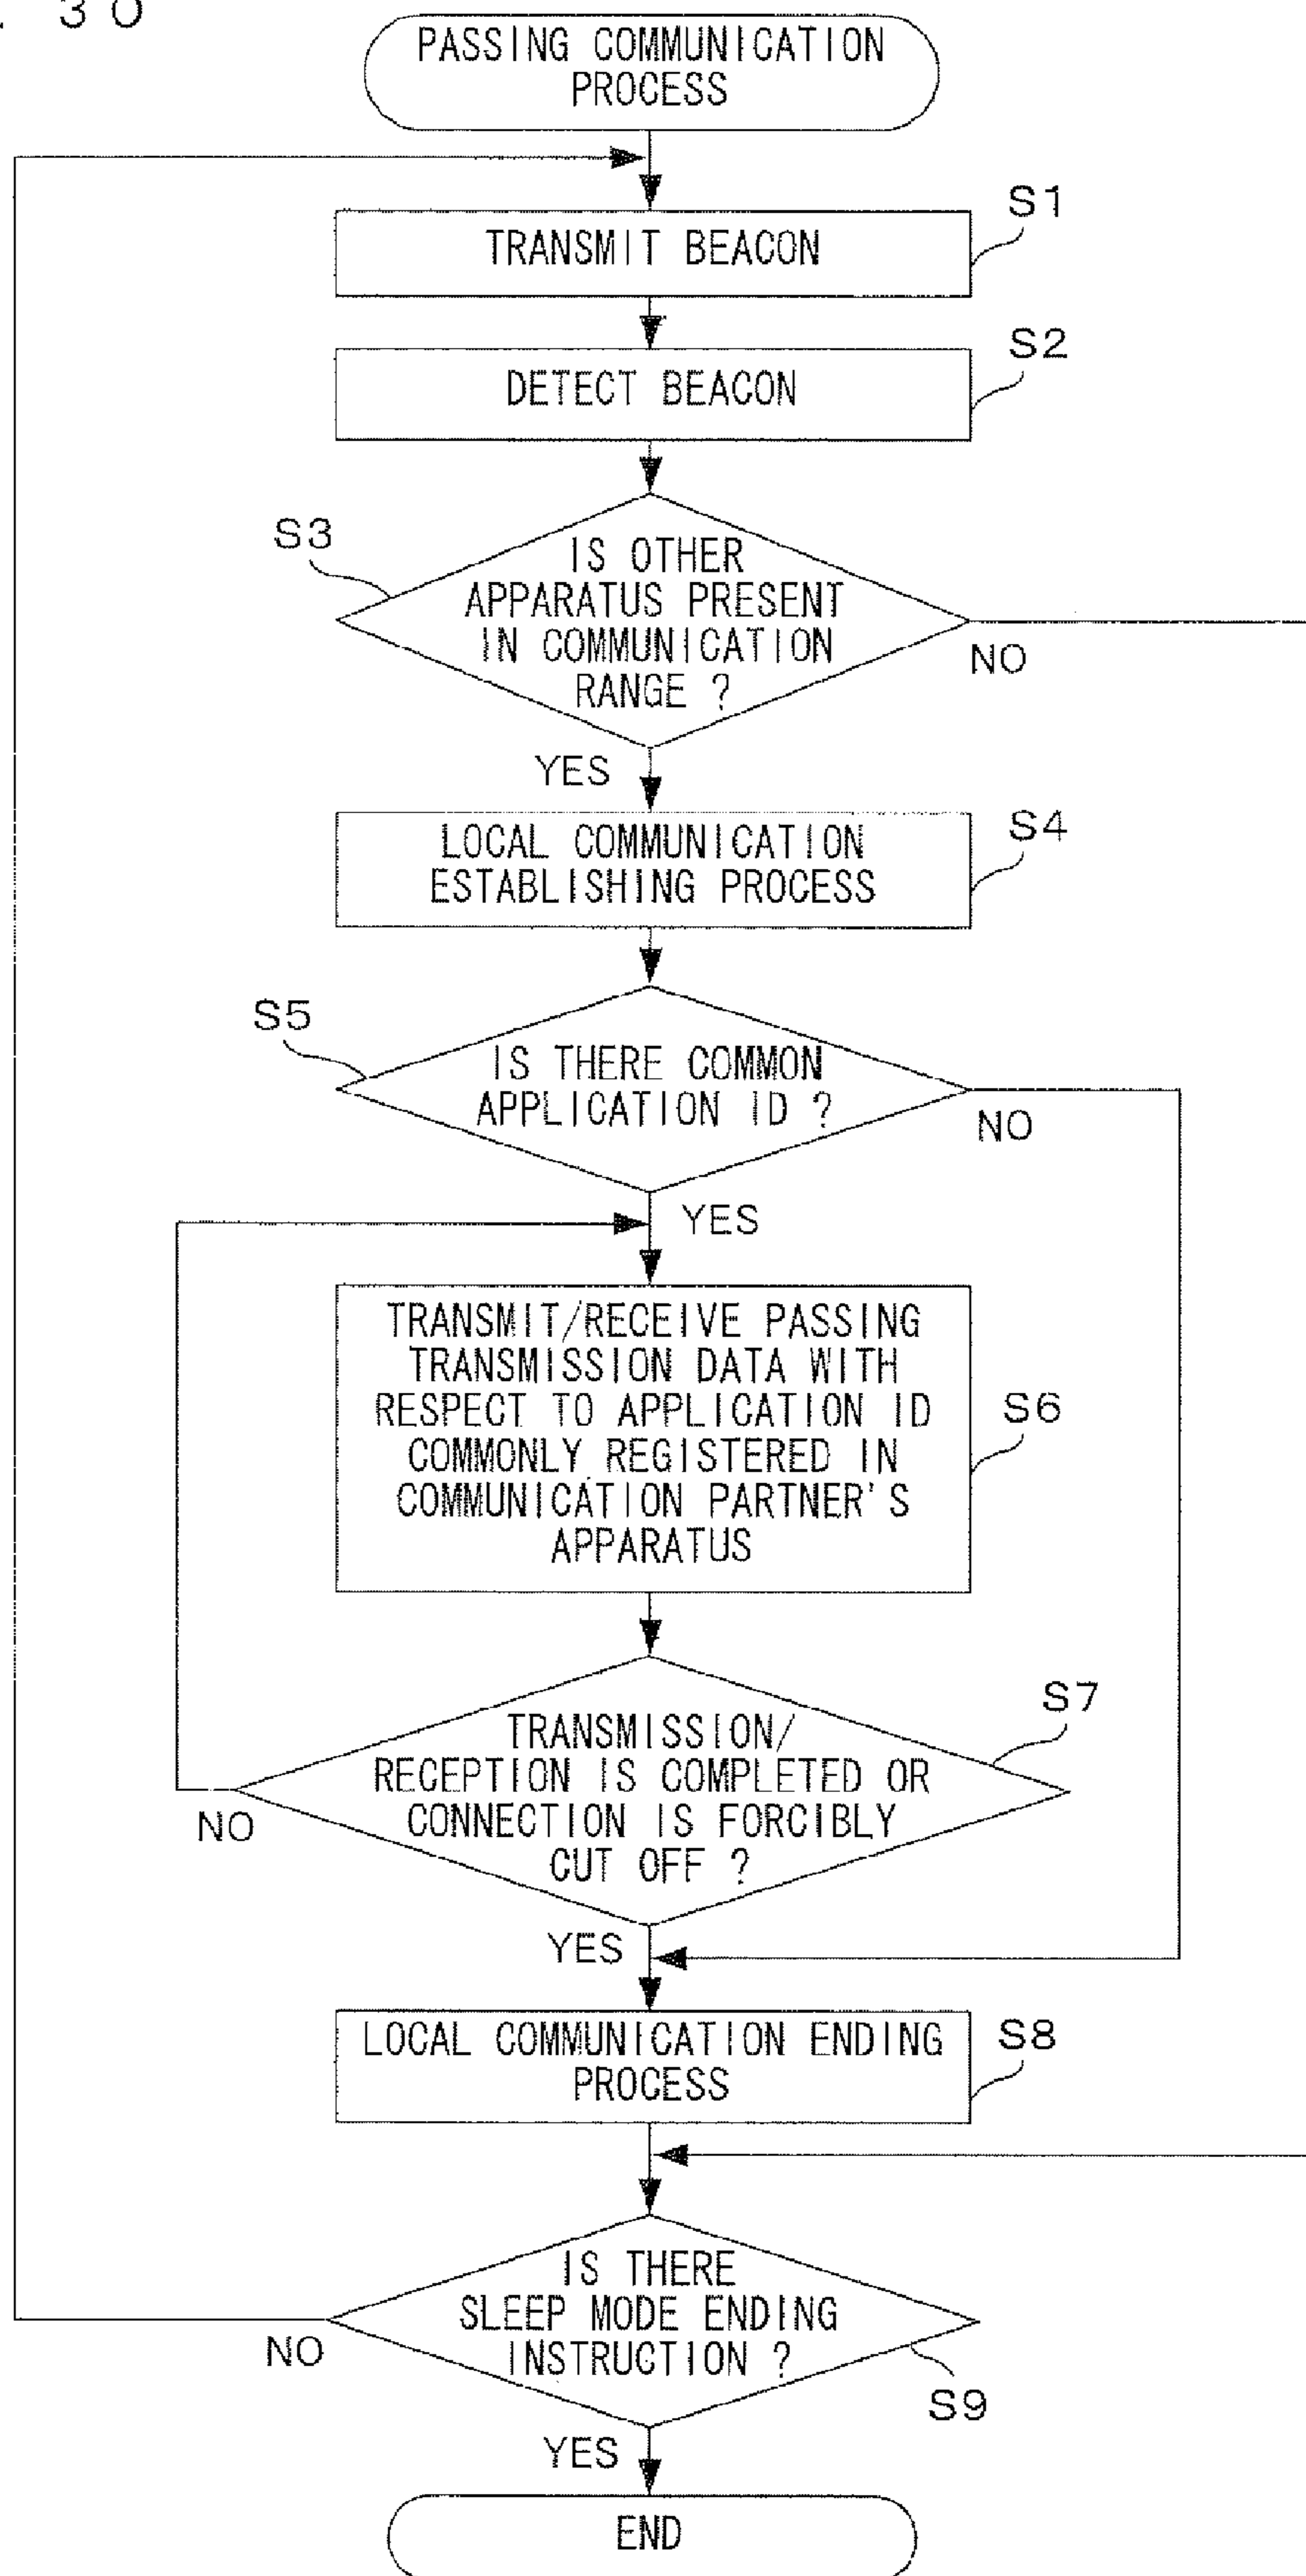 30
PASSING COMMUNICATION
PROCESS
S1
TRANSMIT BEACON
S2
DETECT BEACON
S3
IS OTHER
APPARATUS PRESENT
IN COMMUNICATION
RANGE ?
NO
YES
S4
LOCAL COMMUNICATION
ESTABLISHING PROCESS
S5
IS THERE COMMON
APPLICATION ID ?
NO
YES
TRANSMIT/RECEIVE PASSING
TRANSMISSION DATA WITH
RESPECT TO APPLICATION ID
COMMONLY REGISTERED IN
COMMUNICATION PARTNER'S
APPARATUS
S6
S7
TRANSMISSION/
RECEPTION IS COMPLETED OR
CONNECTION IS FORCIBLY
CUT OFF ?
NO
YES
S8
LOCAL COMMUNICATION ENDING
PROCESS
IS THERE
SLEEP MODE ENDING
INSTRUCTION ?
NO
S9
YES
END